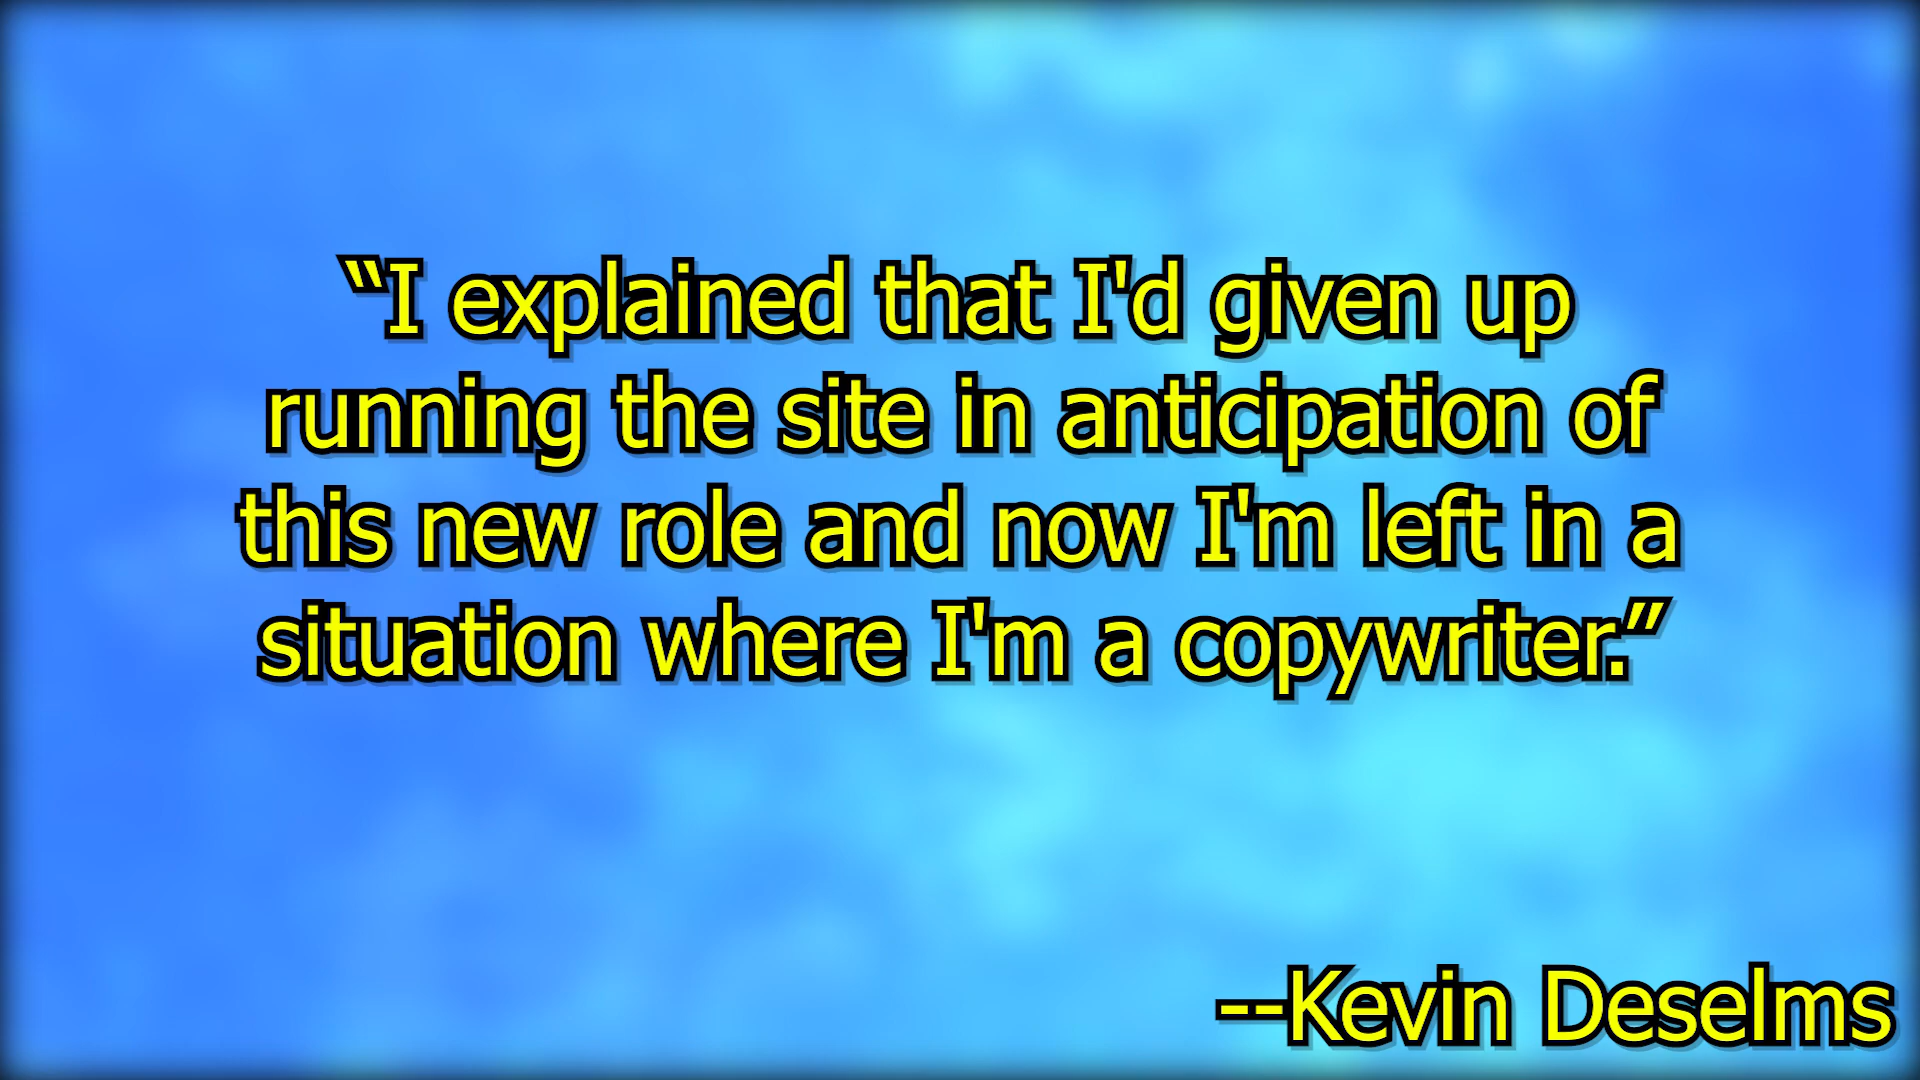 “I explained that I'd given up
running the site in anticipation of
this new role and now I'm left in a
situation where I'm a copywriter.”
--Kevin Deselms